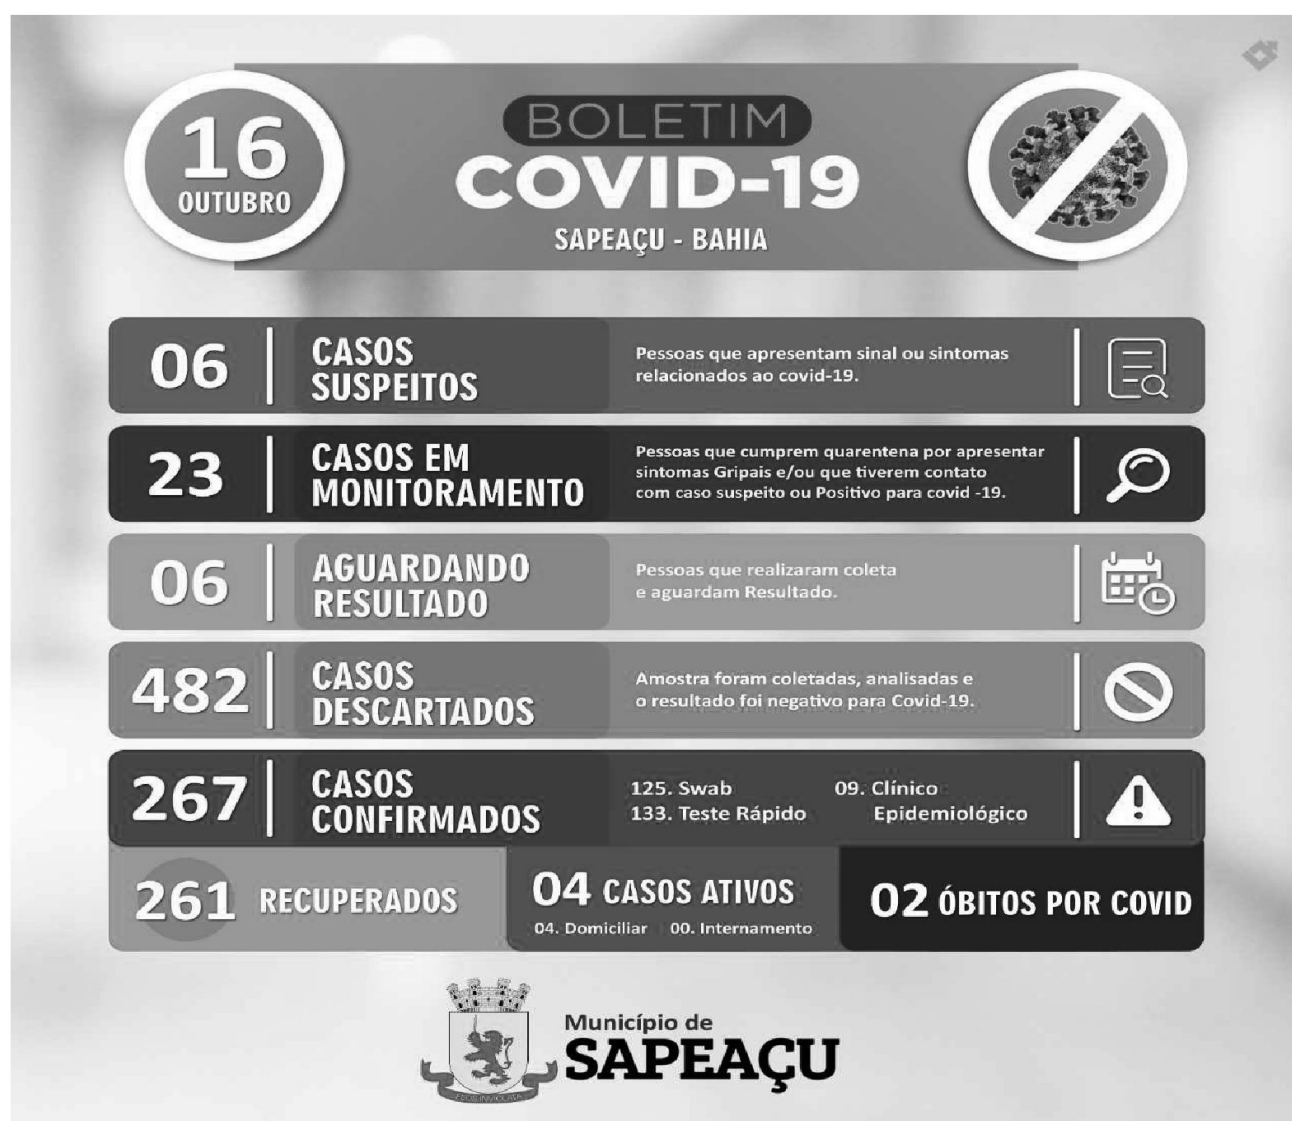 16
OUTUBRO
BOLETIM
COVID-19
SAPEAÇU - BAHIA
06
CASOS
SUSPEITOS
Pessoas que apresentam sinal ou sintomas
relacionados ao covid-19.
23
CASOS EM
MONITORAMENTO
Pessoas que cumprem quarentena por apresentar
sintomas Gripais e/ou que tiverem contato
com caso suspeito ou Positivo para covid -19.
06
AGUARDANDO
RESULTADO
Pessoas que realizaram coleta
e aguardam Resultado.
482
CASOS
DESCARTADOS
Amostra foram coletadas, analisadas e
o resultado foi negativo para Covid-19.
267
CASOS
CONFIRMADOS
125. Swab
133. Teste Rápido
09. Clínico
Epidemiológico
261 RECUPERADOS
04 CASOS ATIVOS
04. Domiciliar 00. Internamento
02 ÓBITOS POR COVID
Município de
SAPEAÇU